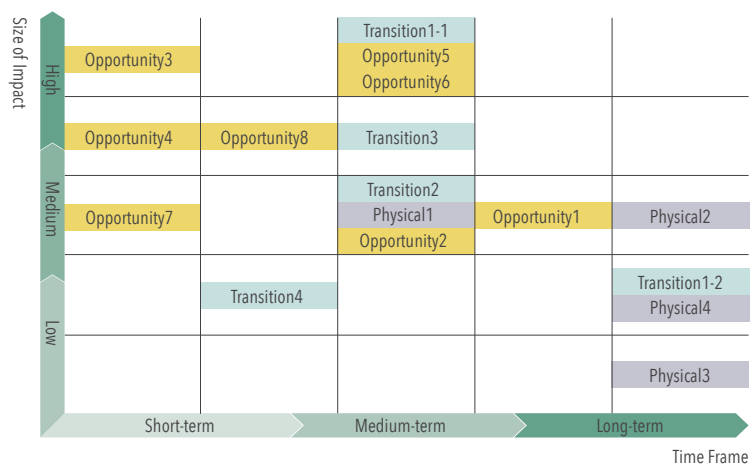 Size of Impact
High
Medium
Low
Opportunity3
Transition1-1
Opportunity5
Opportunity6
Opportunity4
Opportunity8
Transition3
Opportunity7
Transition2
Physical1
Opportunity2
Opportunity1
Physical2
Transition4
Transition1-2
Physical4
Physical3
Short-term
Medium-term
Long-term
Time Frame